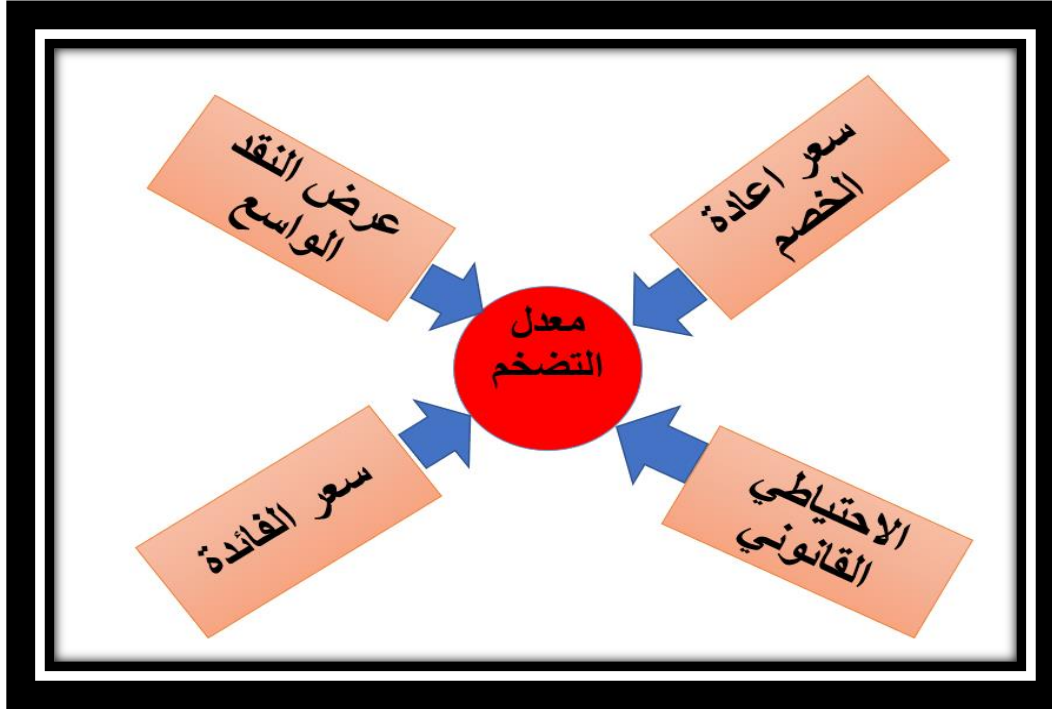 سعر اعادة
الخصم
عرض النقد
الواسع
معدل
التضخم
الاحتياطي
القانوني
سعر الفائدة